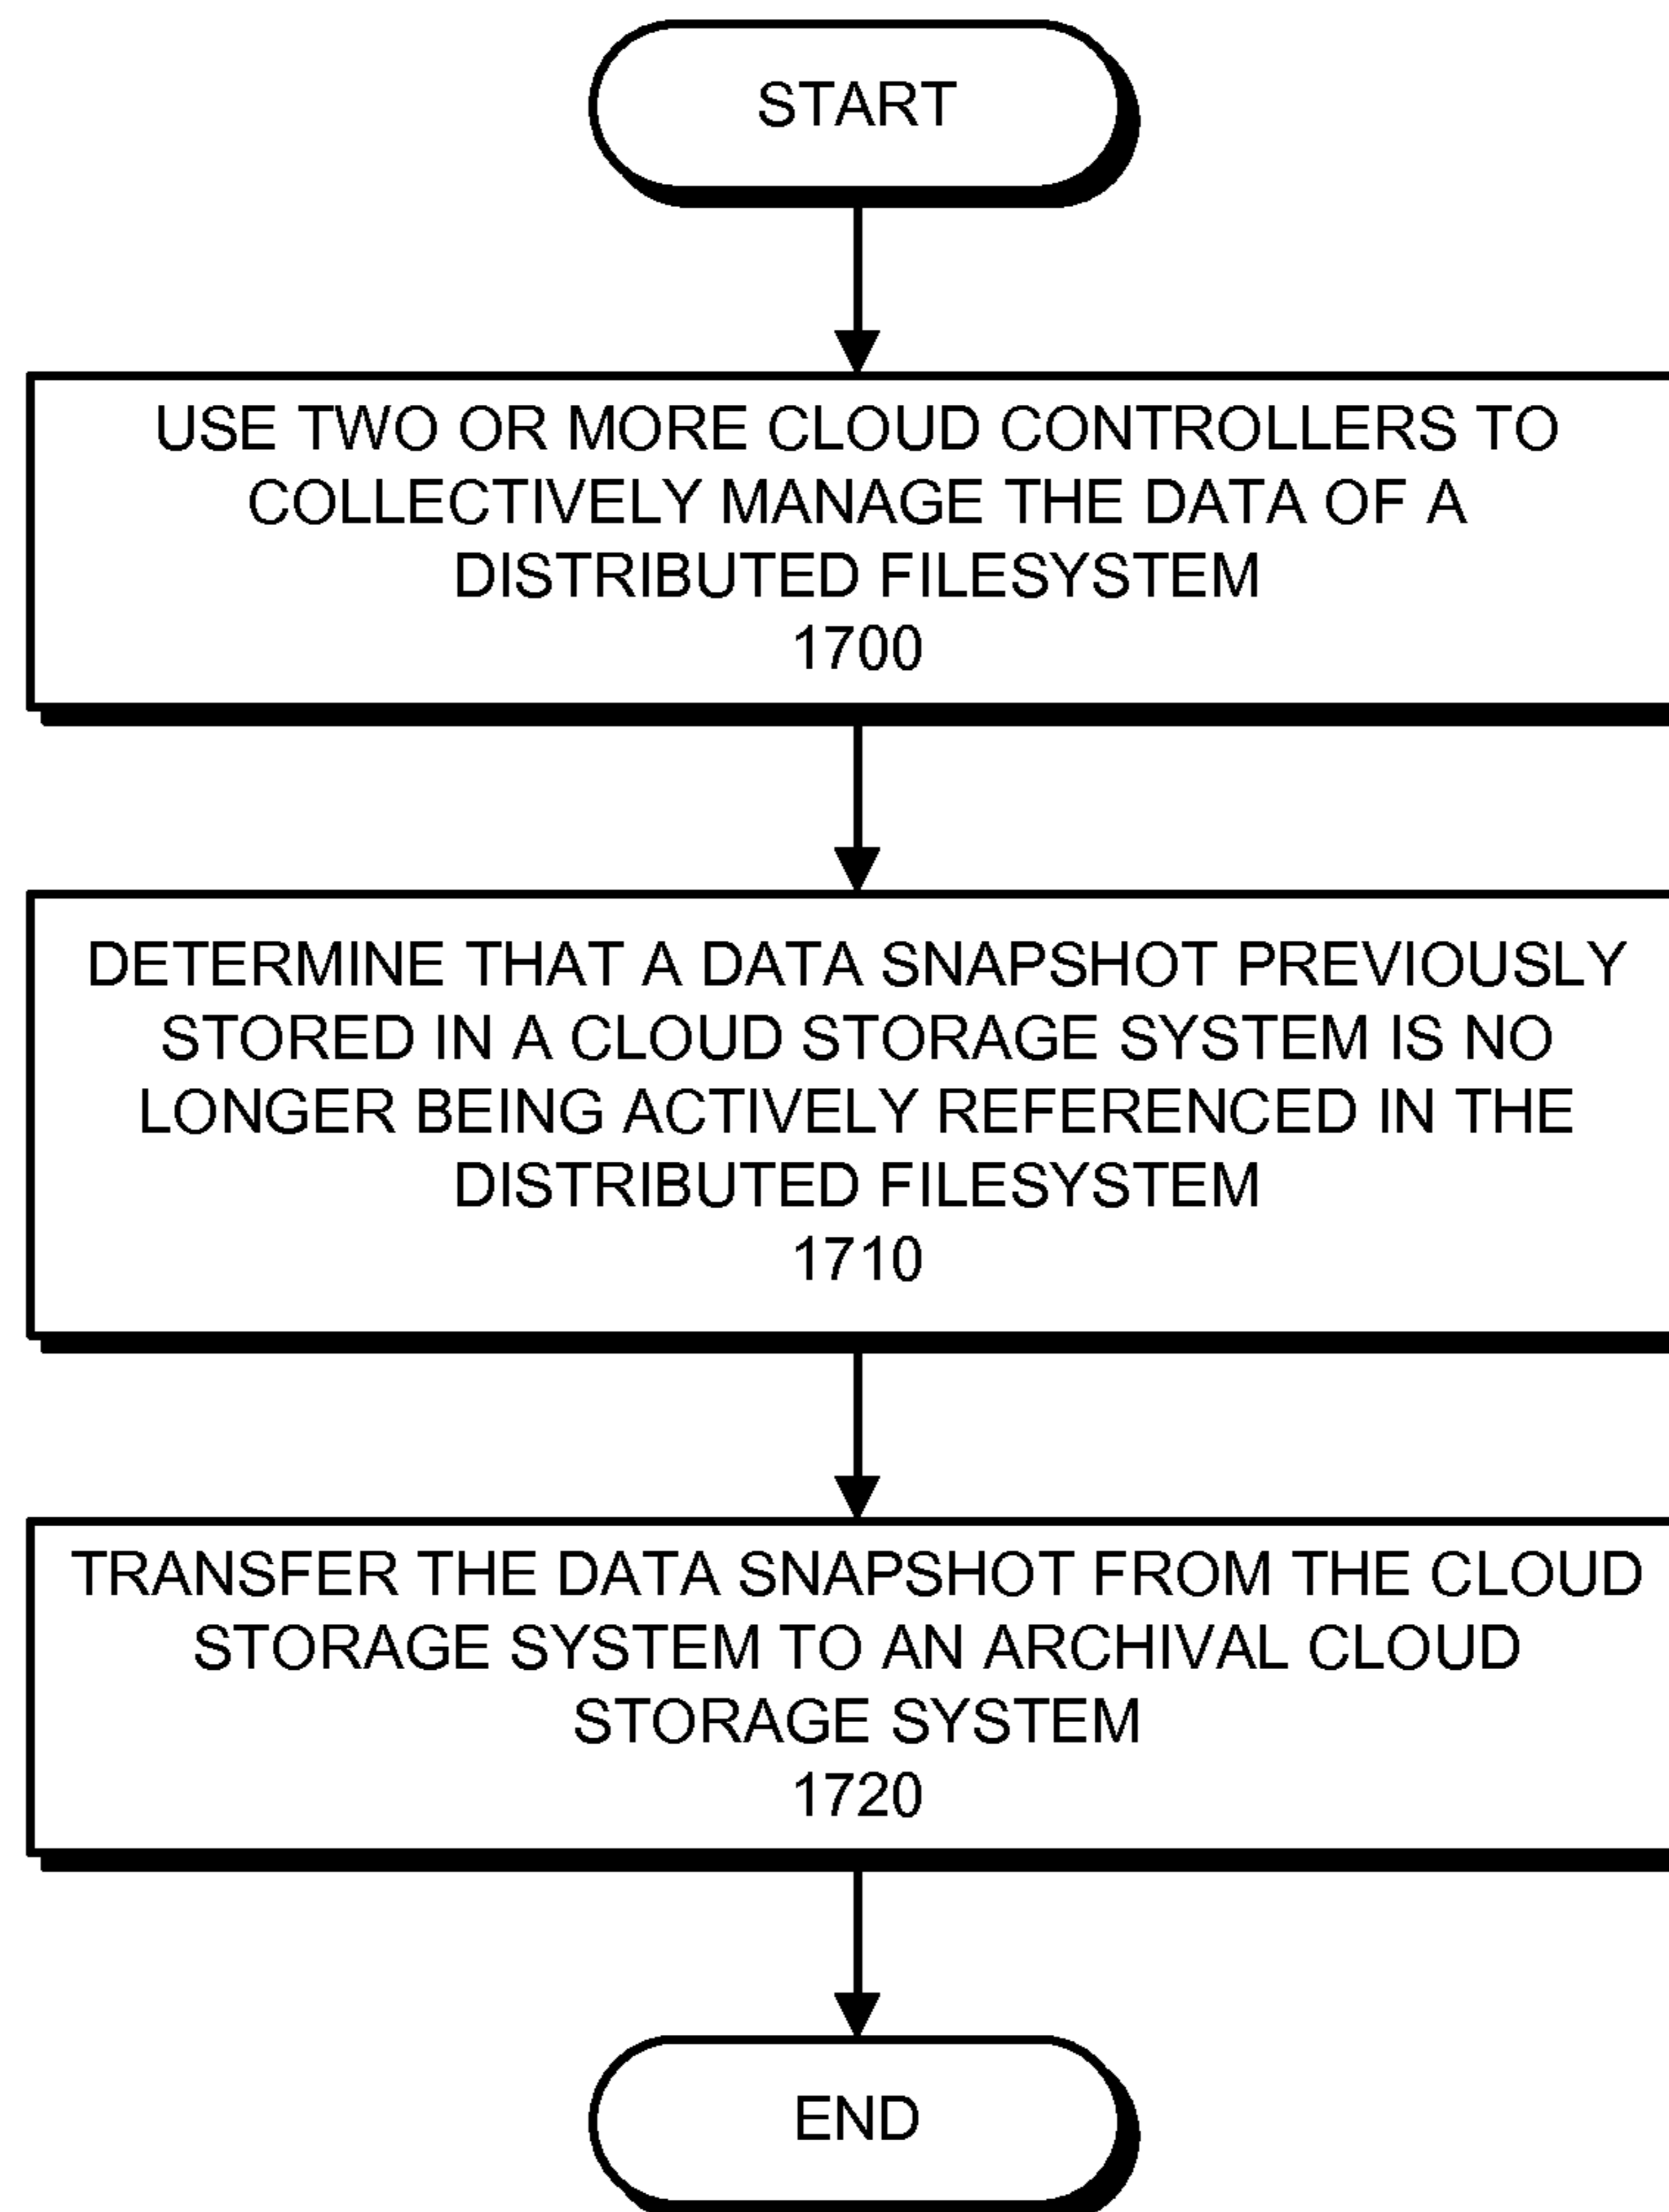 START
USE TWO OR MORE CLOUD CONTROLLERS TO
COLLECTIVELY MANAGE THE DATA OF A
DISTRIBUTED FILESYSTEM
1700
DETERMINE THAT A DATA SNAPSHOT PREVIOUSLY
STORED IN A CLOUD STORAGE SYSTEM IS NO
LONGER BEING ACTIVELY REFERENCED IN THE
DISTRIBUTED FILESYSTEM
1710
TRANSFER THE DATA SNAPSHOT FROM THE CLOUD
STORAGE SYSTEM TO AN ARCHIVAL CLOUD
STORAGE SYSTEM
1720
END